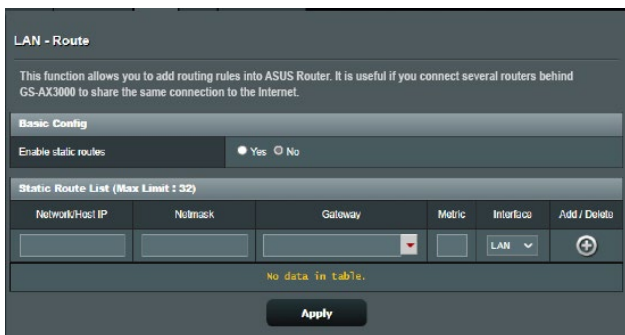 LAN - Route
This function allows you to add routing rules into ASUS Router. It is useful if you connect several routers behind
GS-AX3000 to share the same connection to the Internet.
Basic Config
Enable static routes Yes No
Static Route List (Max Limit : 32)
Network/Host IP Netmask Gateway Metric Interface Add / Delete
LAN
No data in table.
Apply